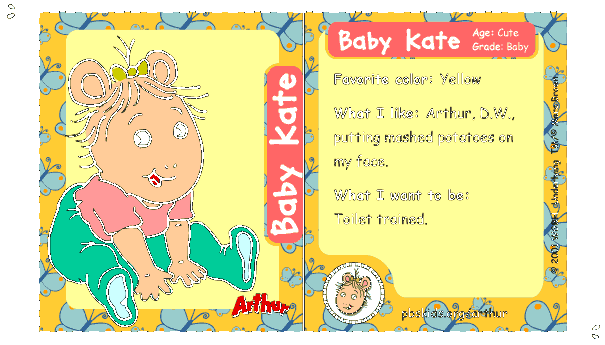 Baby Kate
Arthur
Baby Kate
Age: Cute
Grade: Baby
Favorite color: Yellow
What I like: Arthur, D.W.,
putting mashed potatoes on
my face.
What I want to be:
Toilet trained.
pbskids.org/arthur